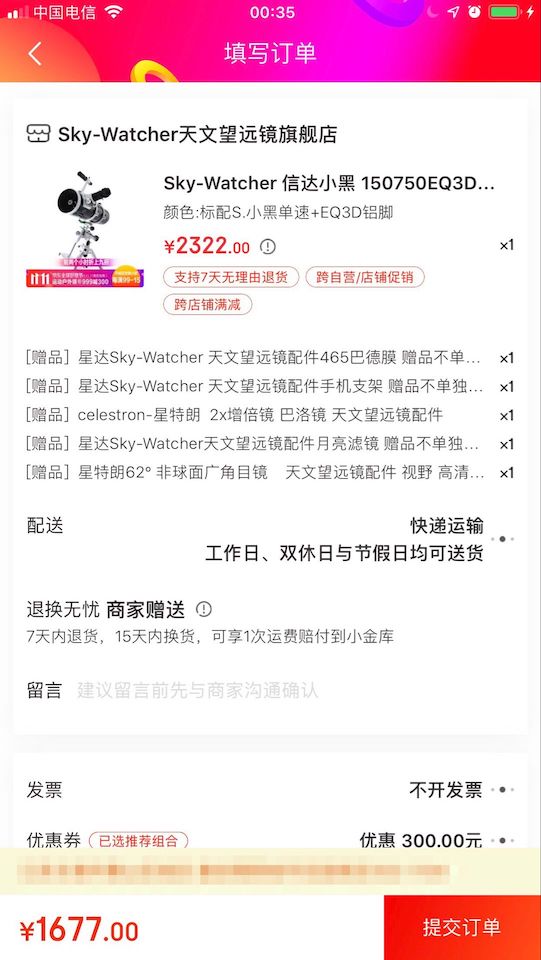 中国电信 00:35
填写订单
Sky-Watcher天文望远镜旗舰店
Sky-Watcher 信达小黑 150750EQ3D...
颜色:标配S.小黑单速+EQ3D铝脚
¥2322.00 ×1
支持7天无理由退货 跨自营/店铺促销
跨店铺满减
[赠品] 星达Sky-Watcher 天文望远镜配件465巴德膜 赠品不单... ×1
[赠品] 星达Sky-Watcher 天文望远镜配件手机支架 赠品不单独... ×1
[赠品] celestron-星特朗 2x增倍镜 巴洛镜 天文望远镜配件 ×1
[赠品] 星达Sky-Watcher天文望远镜配件月亮滤镜 赠品不单独... ×1
[赠品] 星特朗62° 非球面广角目镜 天文望远镜配件 视野 高清... ×1
配送 快递运输
工作日、双休日与节假日均可送货
退换无忧 商家赠送
7天内退货，15天内换货，可享1次运费赔付到小金库
留言 建议留言前先与商家沟通确认
发票 不开发票
优惠券 已选推荐组合 优惠 300.00元
¥1677.00 提交订单